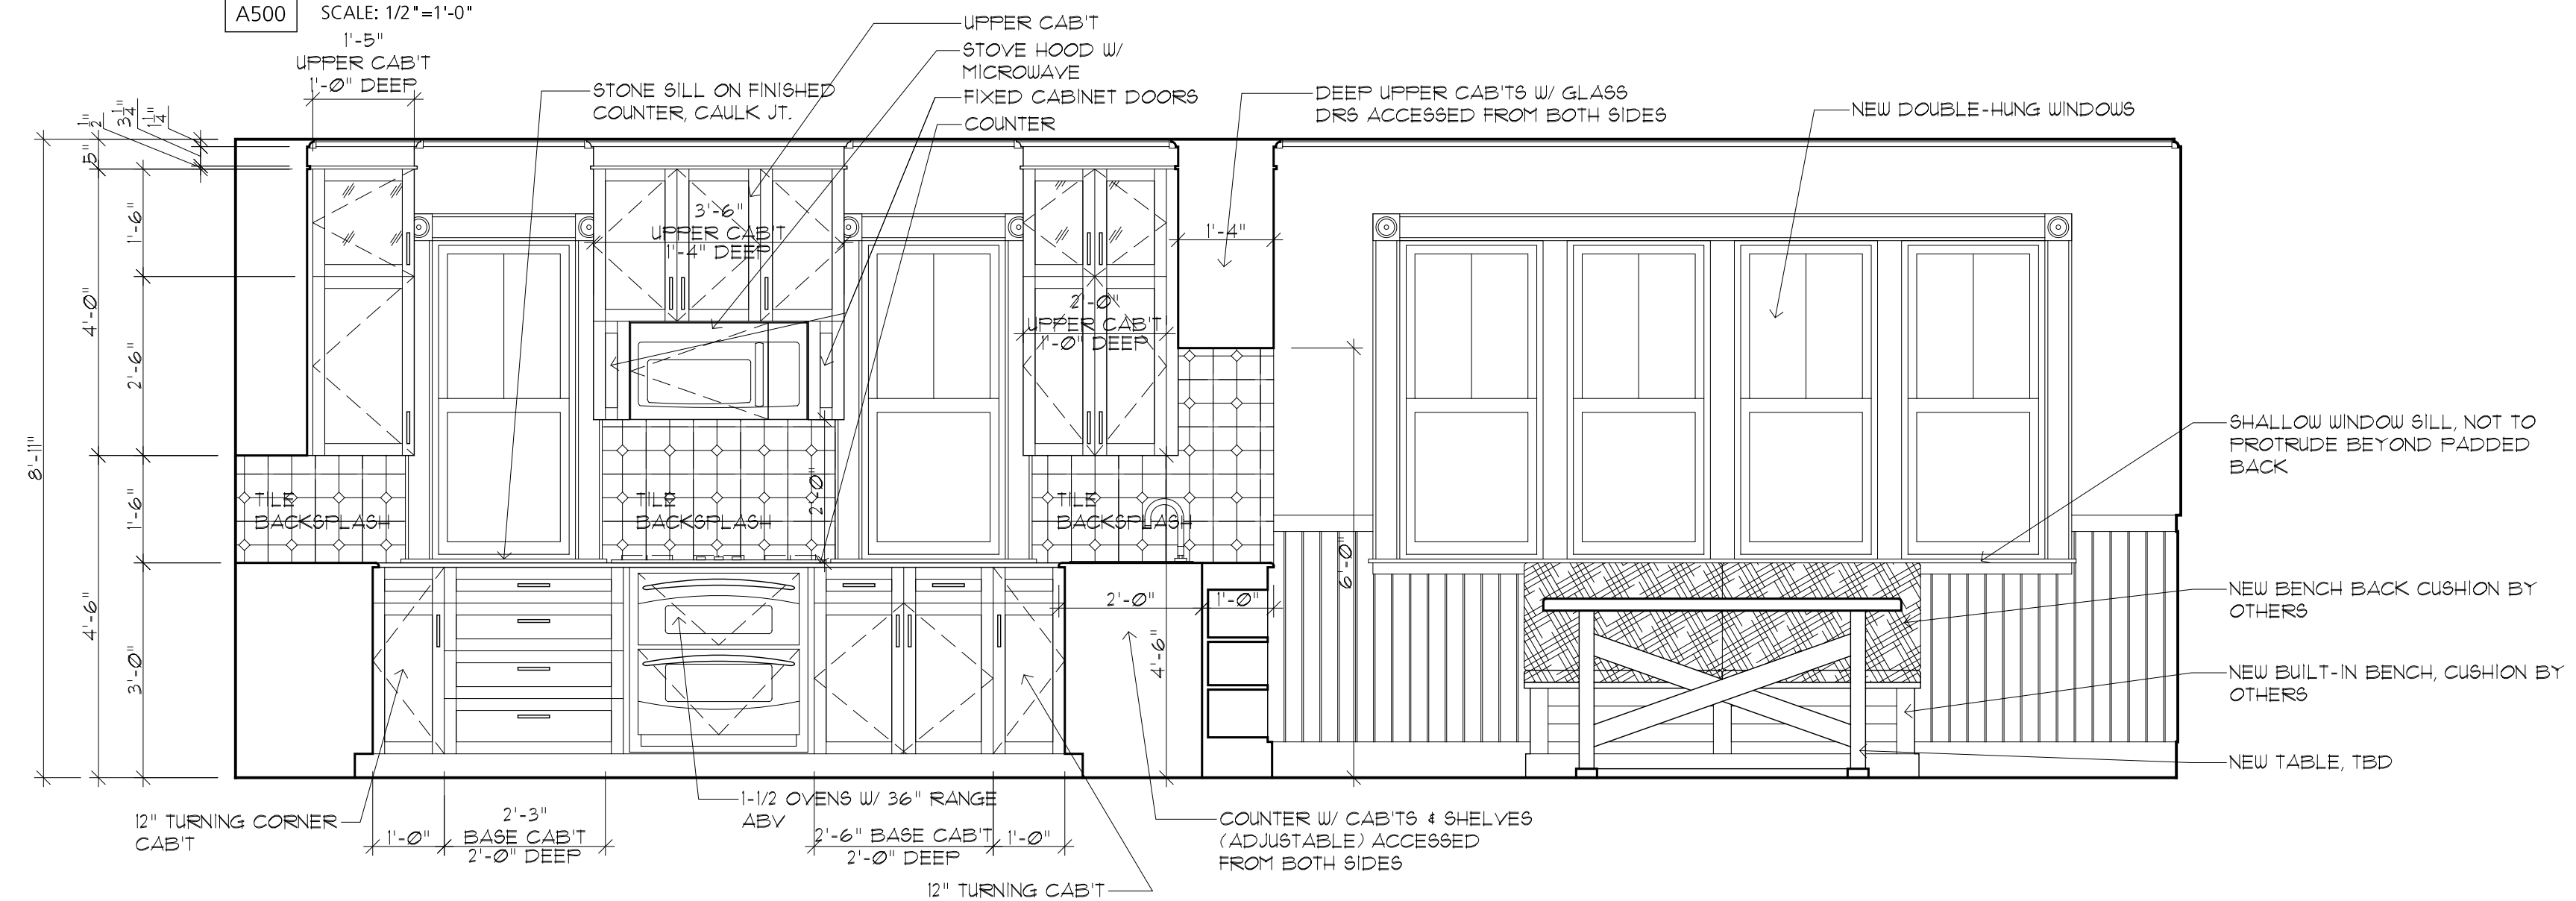 A500
SCALE: 1/2"=1'-0"
1'-5"
UPPER CAB'T
1'-0" DEEP
UPPER CAB'T
STOVE HOOD W/
MICROWAVE
FIXED CABINET DOORS
COUNTER
STONE SILL ON FINISHED
COUNTER, CAULK JT.
DEEP UPPER CAB'TS W/ GLASS
DRS ACCESSED FROM BOTH SIDES
NEW DOUBLE-HUNG WINDOWS
1/2"
3 1/4"
1 1/4"
5"
8'-11"
4'-0"
4'-6"
1'-6"
2'-6"
1'-6"
3'-0"
3'-6"
UPPER CAB'T
1'-4" DEEP
1'-4"
2'-0"
UPPER CAB'T
1'-0" DEEP
TILE
BACKSPLASH
TILE
BACKSPLASH
2'-0"
TILE
BACKSPLASH
6'-0"
2'-0"
1'-0"
4'-6"
SHALLOW WINDOW SILL, NOT TO
PROTRUDE BEYOND PADDED
BACK
NEW BENCH BACK CUSHION BY
OTHERS
NEW BUILT-IN BENCH, CUSHION BY
OTHERS
NEW TABLE, TBD
12" TURNING CORNER
CAB'T
1'-0"
2'-3"
BASE CAB'T
2'-0" DEEP
1-1/2 OVENS W/ 36" RANGE
ABV
2'-6" BASE CAB'T
2'-0" DEEP
1'-0"
12" TURNING CAB'T
COUNTER W/ CAB'TS & SHELVES
(ADJUSTABLE) ACCESSED
FROM BOTH SIDES